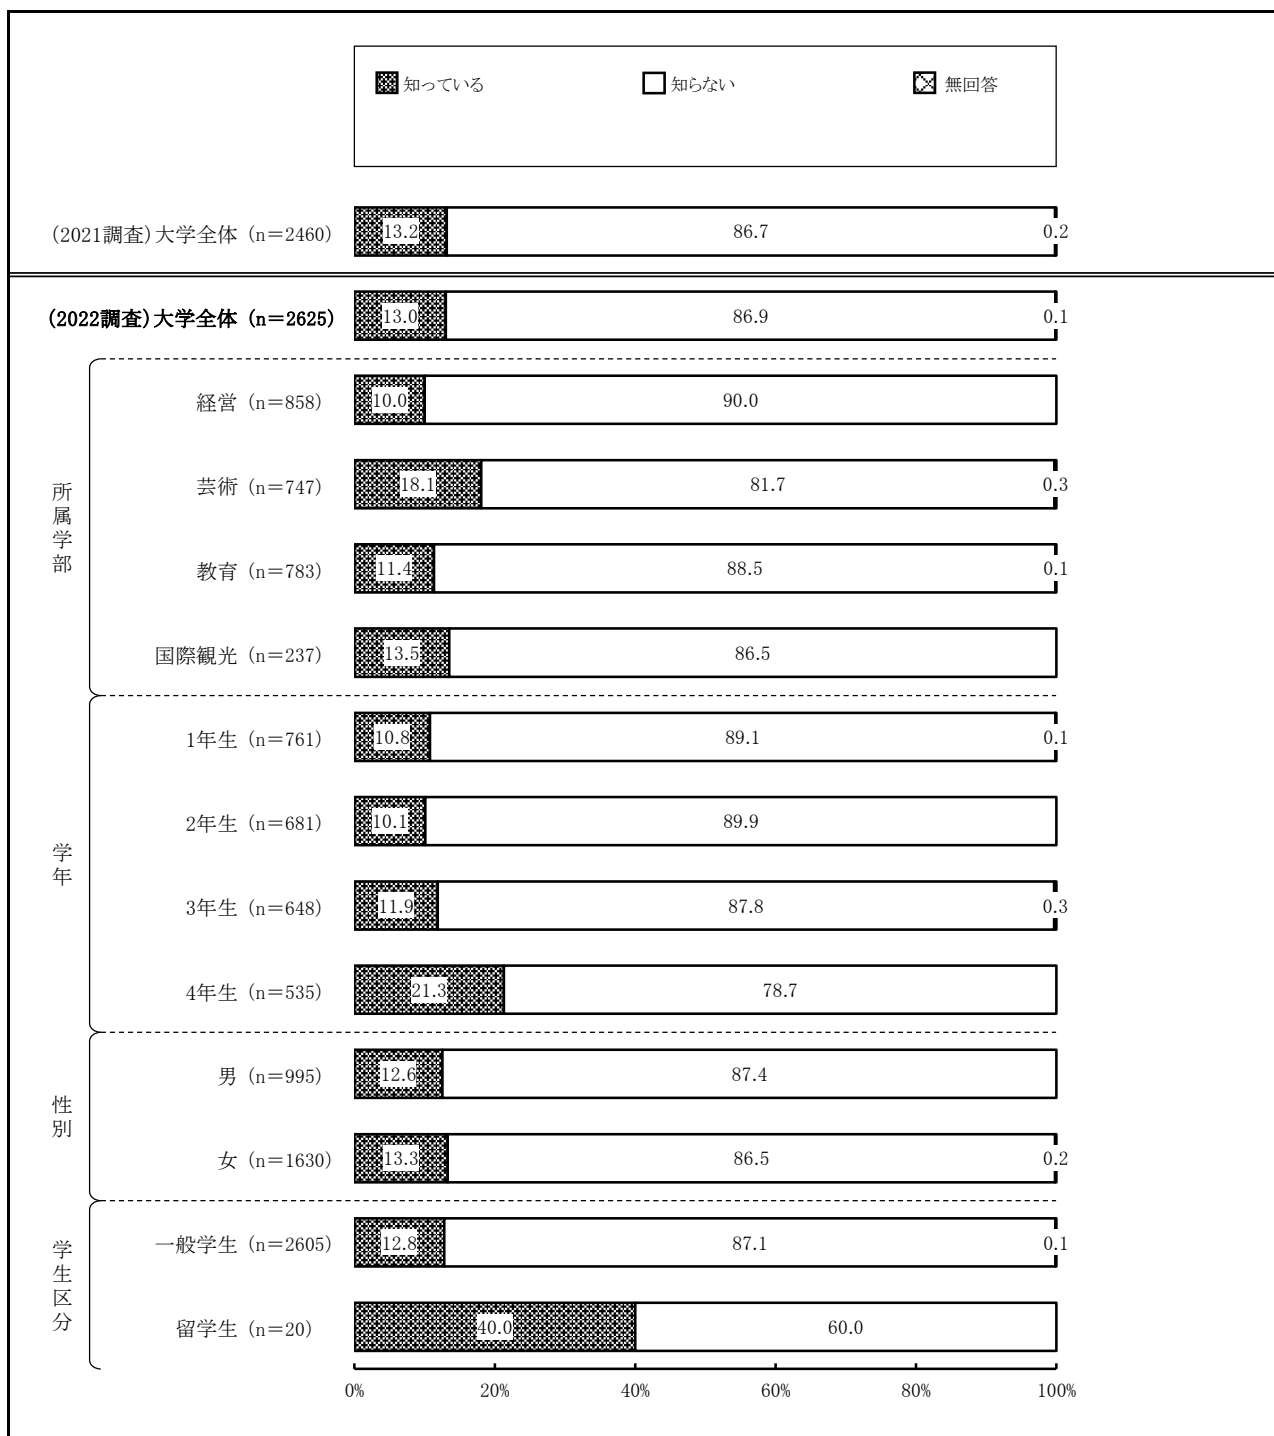 知っている 知らない 無回答
(2021調査)大学全体 (n＝2460) 13.2 86.7 0.2
(2022調査)大学全体 (n＝2625) 13.0 86.9 0.1
所属学部
経営 (n＝858) 10.0 90.0
芸術 (n＝747) 18.1 81.7 0.3
教育 (n＝783) 11.4 88.5 0.1
国際観光 (n＝237) 13.5 86.5
学年
1年生 (n＝761) 10.8 89.1 0.1
2年生 (n＝681) 10.1 89.9
3年生 (n＝648) 11.9 87.8 0.3
4年生 (n＝535) 21.3 78.7
性別
男 (n＝995) 12.6 87.4
女 (n＝1630) 13.3 86.5 0.2
学生区分
一般学生 (n＝2605) 12.8 87.1 0.1
留学生 (n＝20) 40.0 60.0
0% 20% 40% 60% 80% 100%